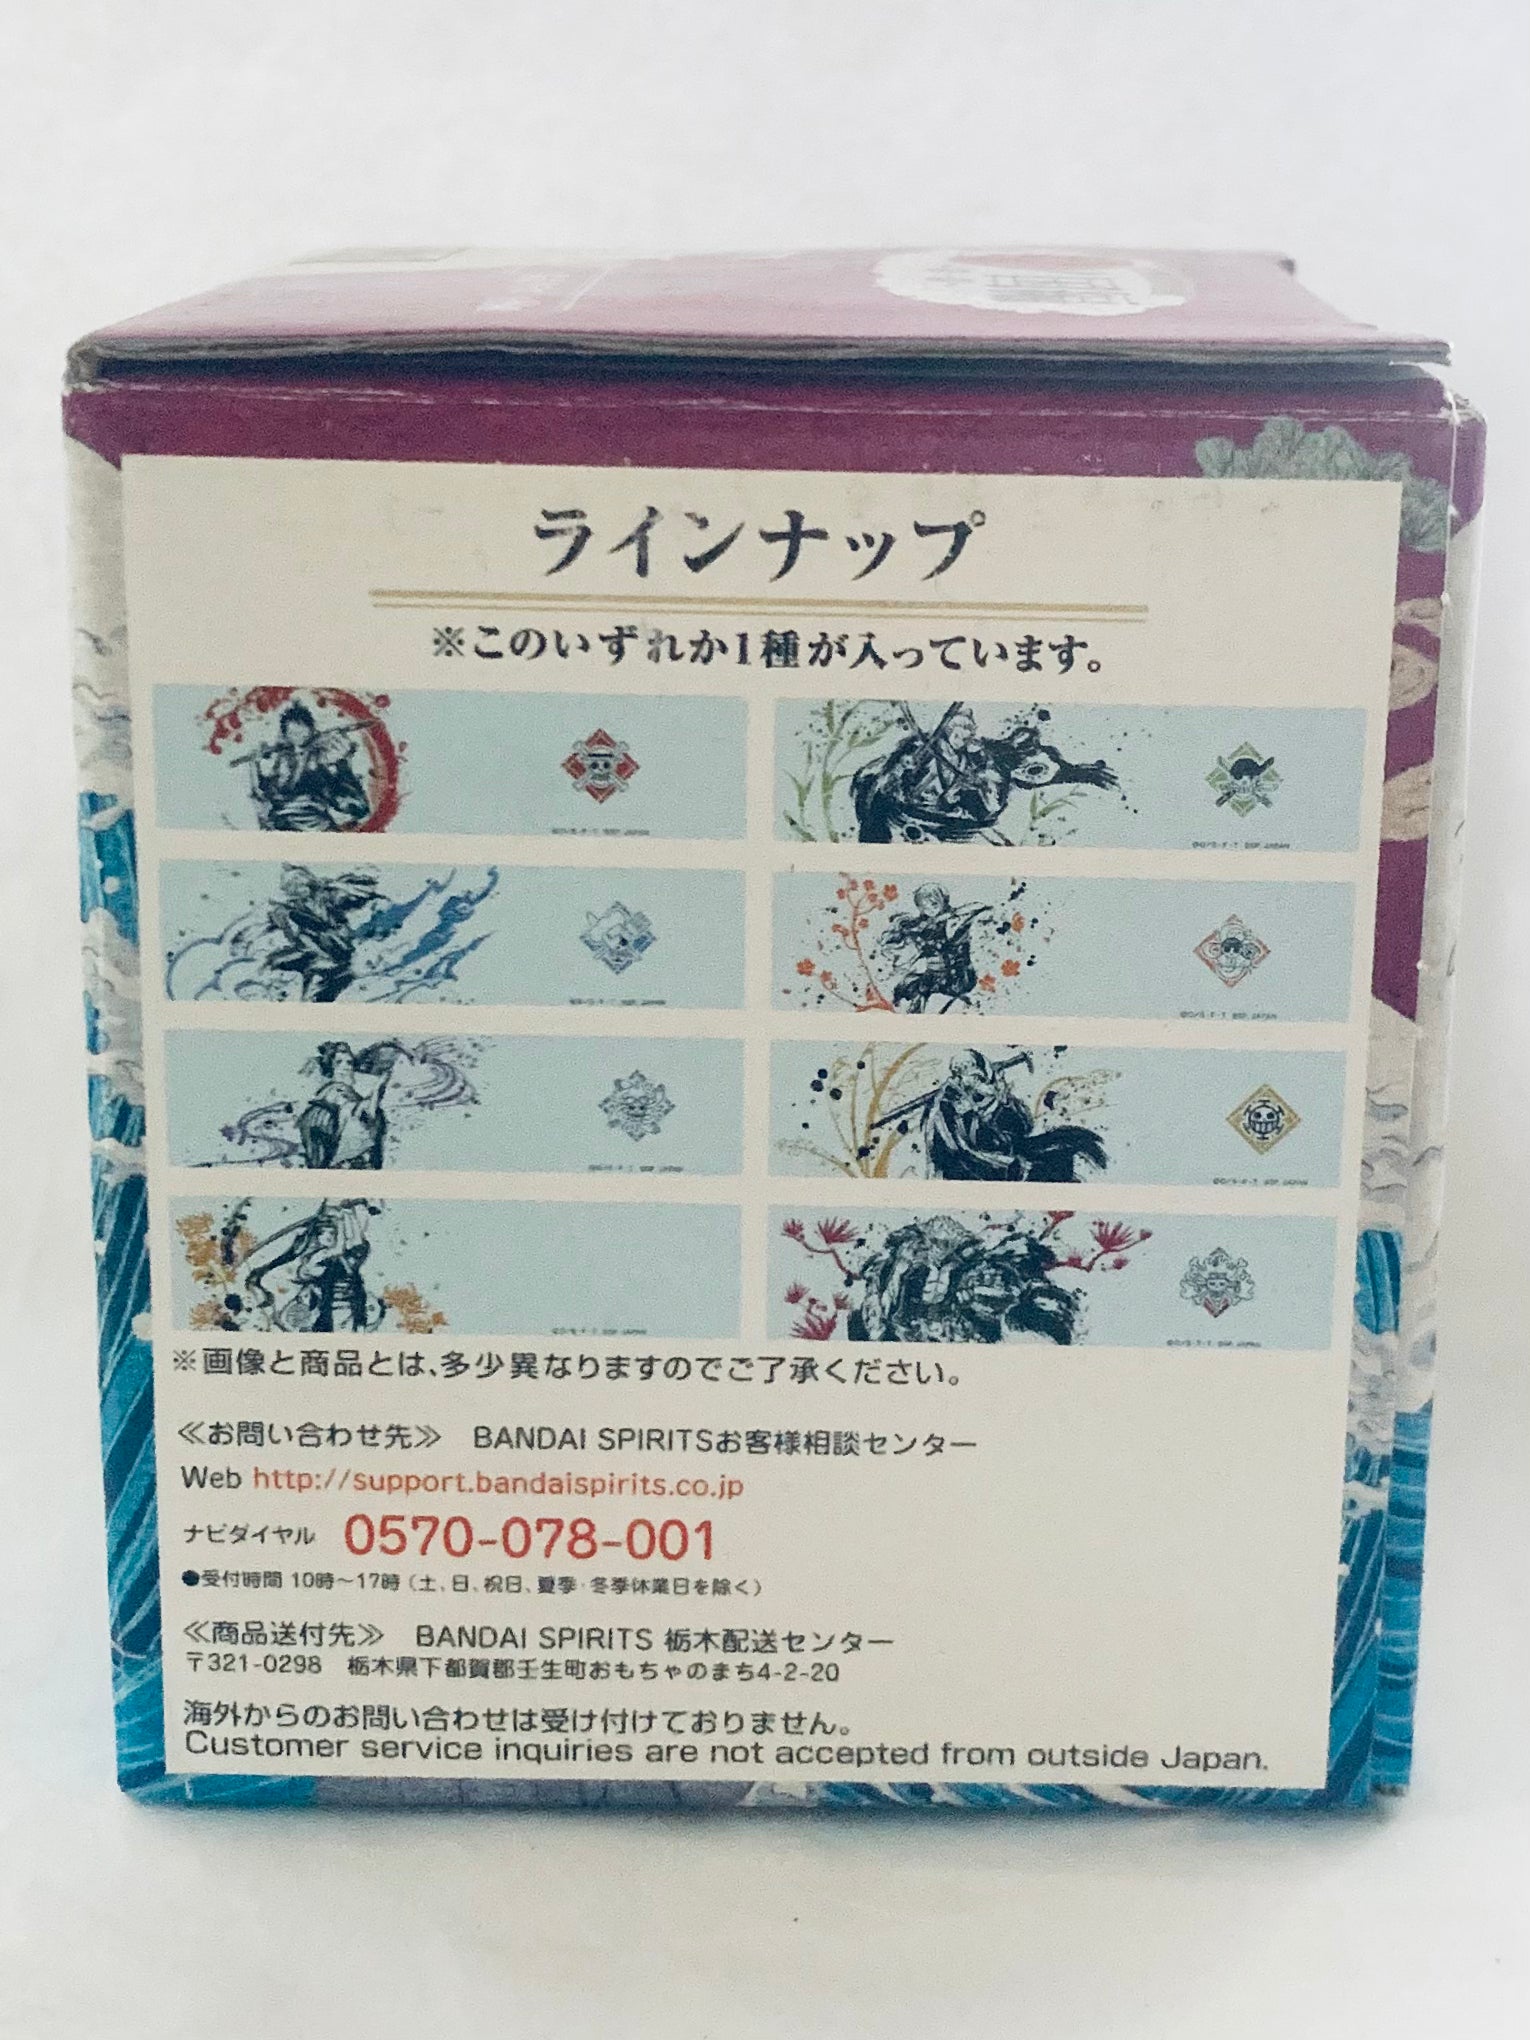 ラインナップ
※このいずれか1種が入っています。
※画像と商品とは、多少異なりますのでご了承ください。
≪お問い合わせ先≫ BANDAI SPIRITSお客様相談センター
Web http://support.bandaispirits.co.jp
ナビダイヤル 0570-078-001
●受付時間 10時〜17時（土、日、祝日、夏季・冬季休業日を除く）
≪商品送付先≫ BANDAI SPIRITS 栃木配送センター
〒321-0298 栃木県下都賀郡壬生町おもちゃのまち4-2-20
海外からのお問い合わせは受け付けておりません。
Customer service inquiries are not accepted from outside Japan.